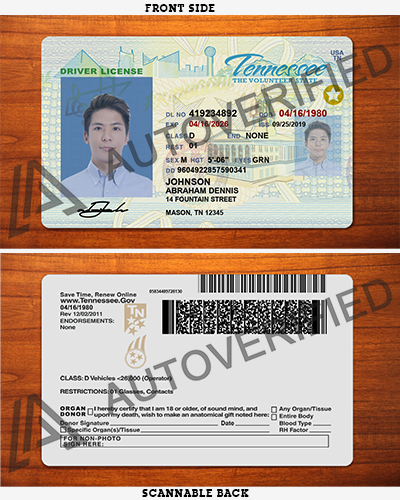 FRONT SIDE
DRIVER LICENSE
Tennessee
THE VOLUNTEER STATE
USA
TN
DL NO 419234892 DOB 04/16/1980
EXP 04/16/2026 ISS 09/25/2019
CLASS D END NONE
REST 01
SEX M HGT 5'-06" EYES GRN
DD 9604922857590341
JOHNSON
ABRAHAM DENNIS
14 FOUNTAIN STREET
MASON, TN 12345
AUTOVERIFIED
Save Time, Renew Online
www.Tennessee.Gov
04/16/1980
Rev 12/02/2011
ENDORSEMENTS:
None
TN
CLASS: D Vehicles <26,000 (Operator)
RESTRICTIONS: 01 Glasses, Contacts
ORGAN DONOR I hereby certify that I am 18 or older, of sound mind, and
upon my death, wish to make an anatomical gift noted here:
Any Organ/Tissue
Entire Body
Donor Signature Date Blood Type
Specific Organ(s)/Tissue RH Factor
FOR NON-PHOTO
SIGN HERE:
AUTOVERIFIED
SCANNABLE BACK